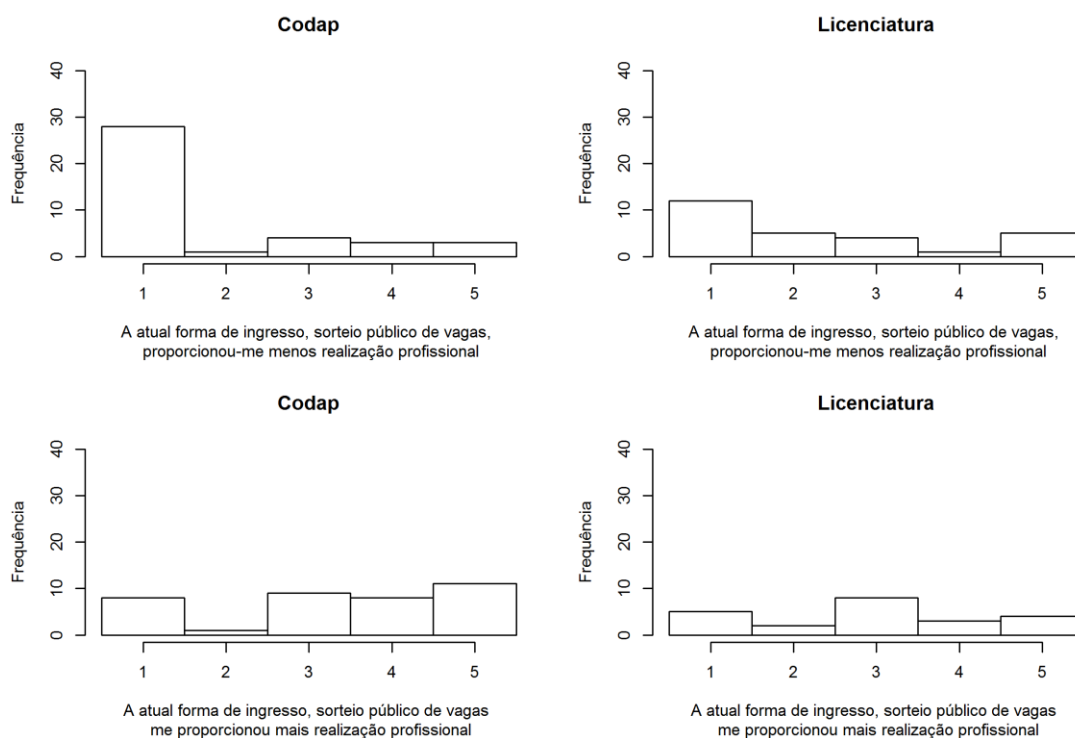 Codap
Frequência
40
30
20
10
0
1 2 3 4 5
A atual forma de ingresso, sorteio público de vagas,
proporcionou-me menos realização profissional
Licenciatura
Frequência
40
30
20
10
0
1 2 3 4 5
A atual forma de ingresso, sorteio público de vagas,
proporcionou-me menos realização profissional
Codap
Frequência
40
30
20
10
0
1 2 3 4 5
A atual forma de ingresso, sorteio público de vagas
me proporcionou mais realização profissional
Licenciatura
Frequência
40
30
20
10
0
1 2 3 4 5
A atual forma de ingresso, sorteio público de vagas
me proporcionou mais realização profissional